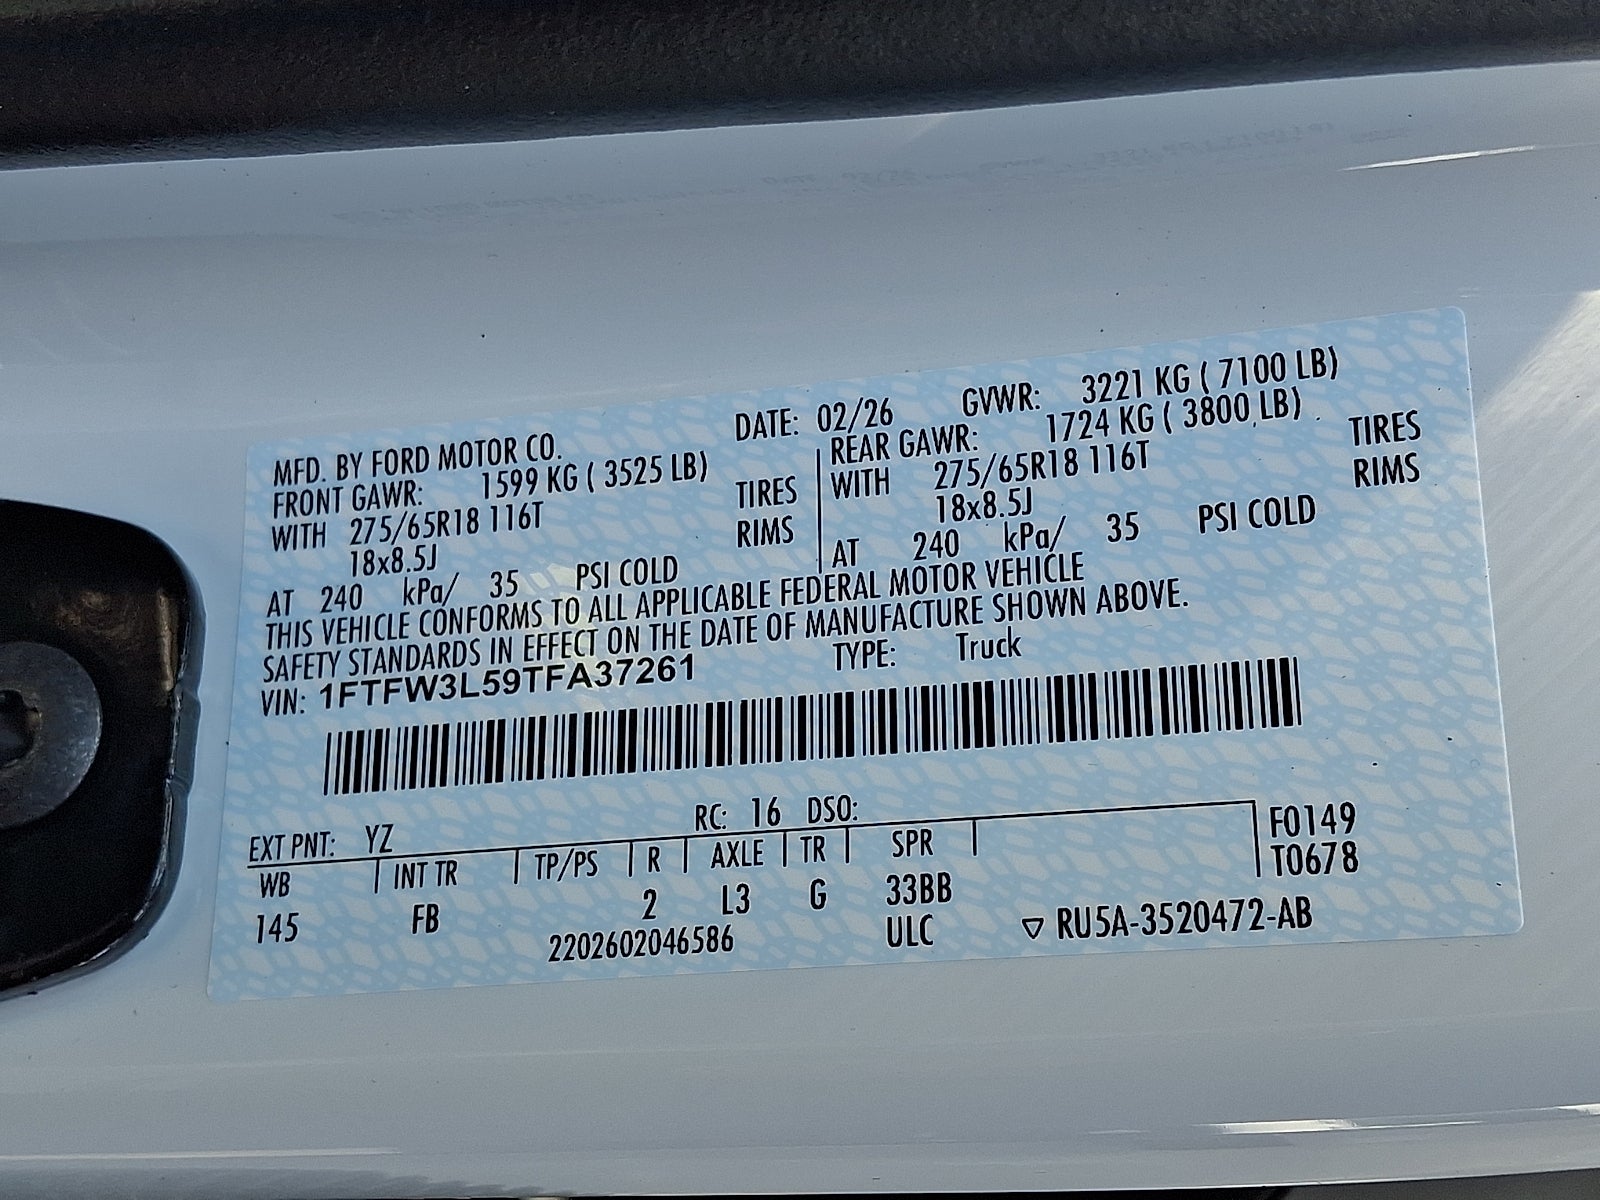 MFD. BY FORD MOTOR CO.
DATE: 02/26
GVWR: 3221 KG ( 7100 LB)
FRONT GAWR: 1599 KG ( 3525 LB)
WITH 275/65R18 116T TIRES
18x8.5J RIMS
AT 240 kPa/ 35 PSI COLD
REAR GAWR: 1724 KG ( 3800 LB)
WITH 275/65R18 116T TIRES
18x8.5J RIMS
AT 240 kPa/ 35 PSI COLD
THIS VEHICLE CONFORMS TO ALL APPLICABLE FEDERAL MOTOR VEHICLE
SAFETY STANDARDS IN EFFECT ON THE DATE OF MANUFACTURE SHOWN ABOVE.
VIN: 1FTFW3L59TFA37261
TYPE: Truck
EXT PNT: YZ RC: 16 DSO:
WB INT TR TP/PS R AXLE TR SPR
145 FB 2 L3 G 33BB
F0149
T0678
2202602046586 ULC ▽ RU5A-3520472-AB